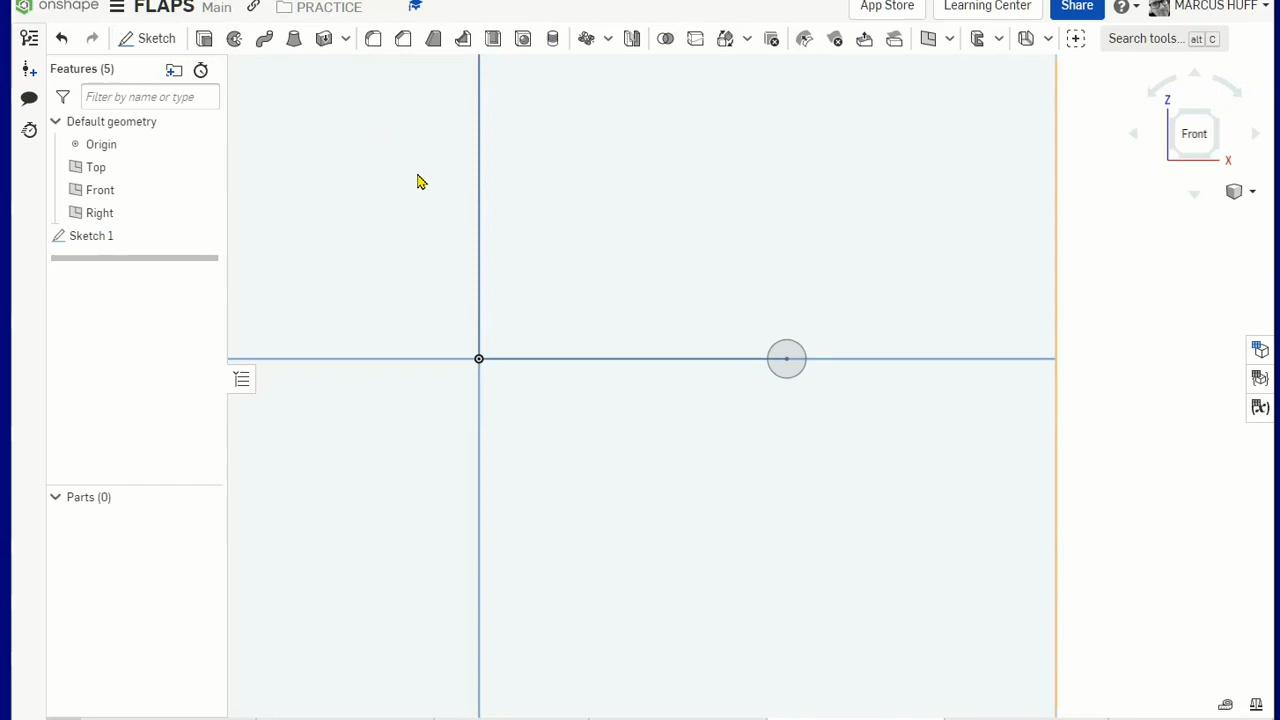 onshape FLAPS Main PRACTICE App Store Learning Center Share MARCUS HUFF
Sketch Search tools... alt C
Features (5)
Filter by name or type
Default geometry
Origin
Top
Front
Right
Sketch 1
Parts (0)
Z
Front
X